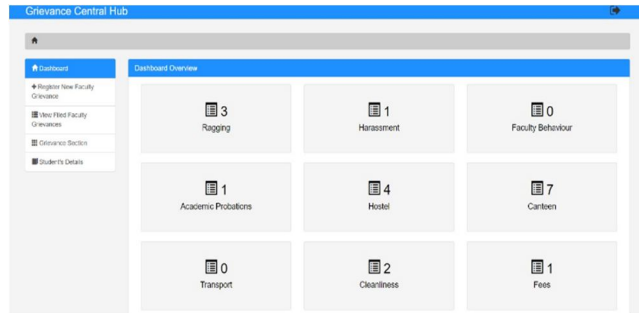 Grievance Central Hub
Dashboard
Register New Faculty
Grievance
View Filed Faculty
Grievances
Grievance Section
Student's Details
Dashboard Overview
3
Ragging
1
Harassment
0
Faculty Behaviour
1
Academic Probations
4
Hostel
7
Canteen
0
Transport
2
Cleanliness
1
Fees